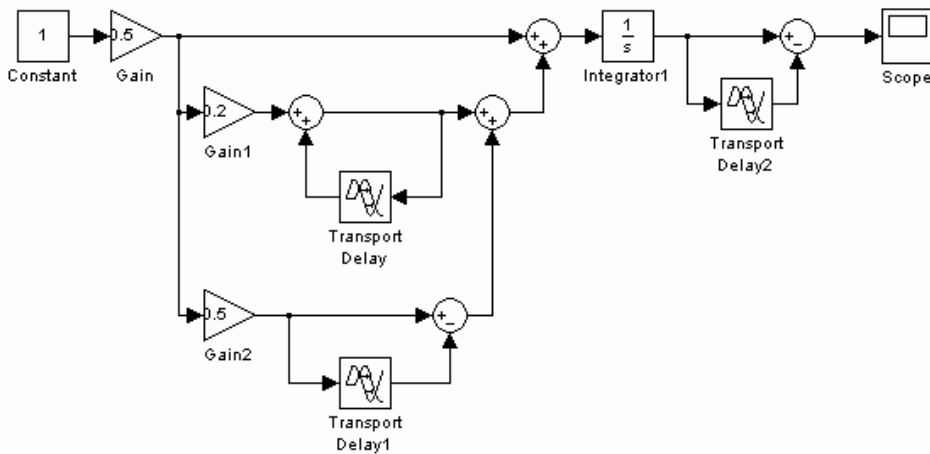 1
Constant
0.5
Gain
1
s
Integrator1
Scope
Transport
Delay2
0.2
Gain1
Transport
Delay
0.5
Gain2
Transport
Delay1